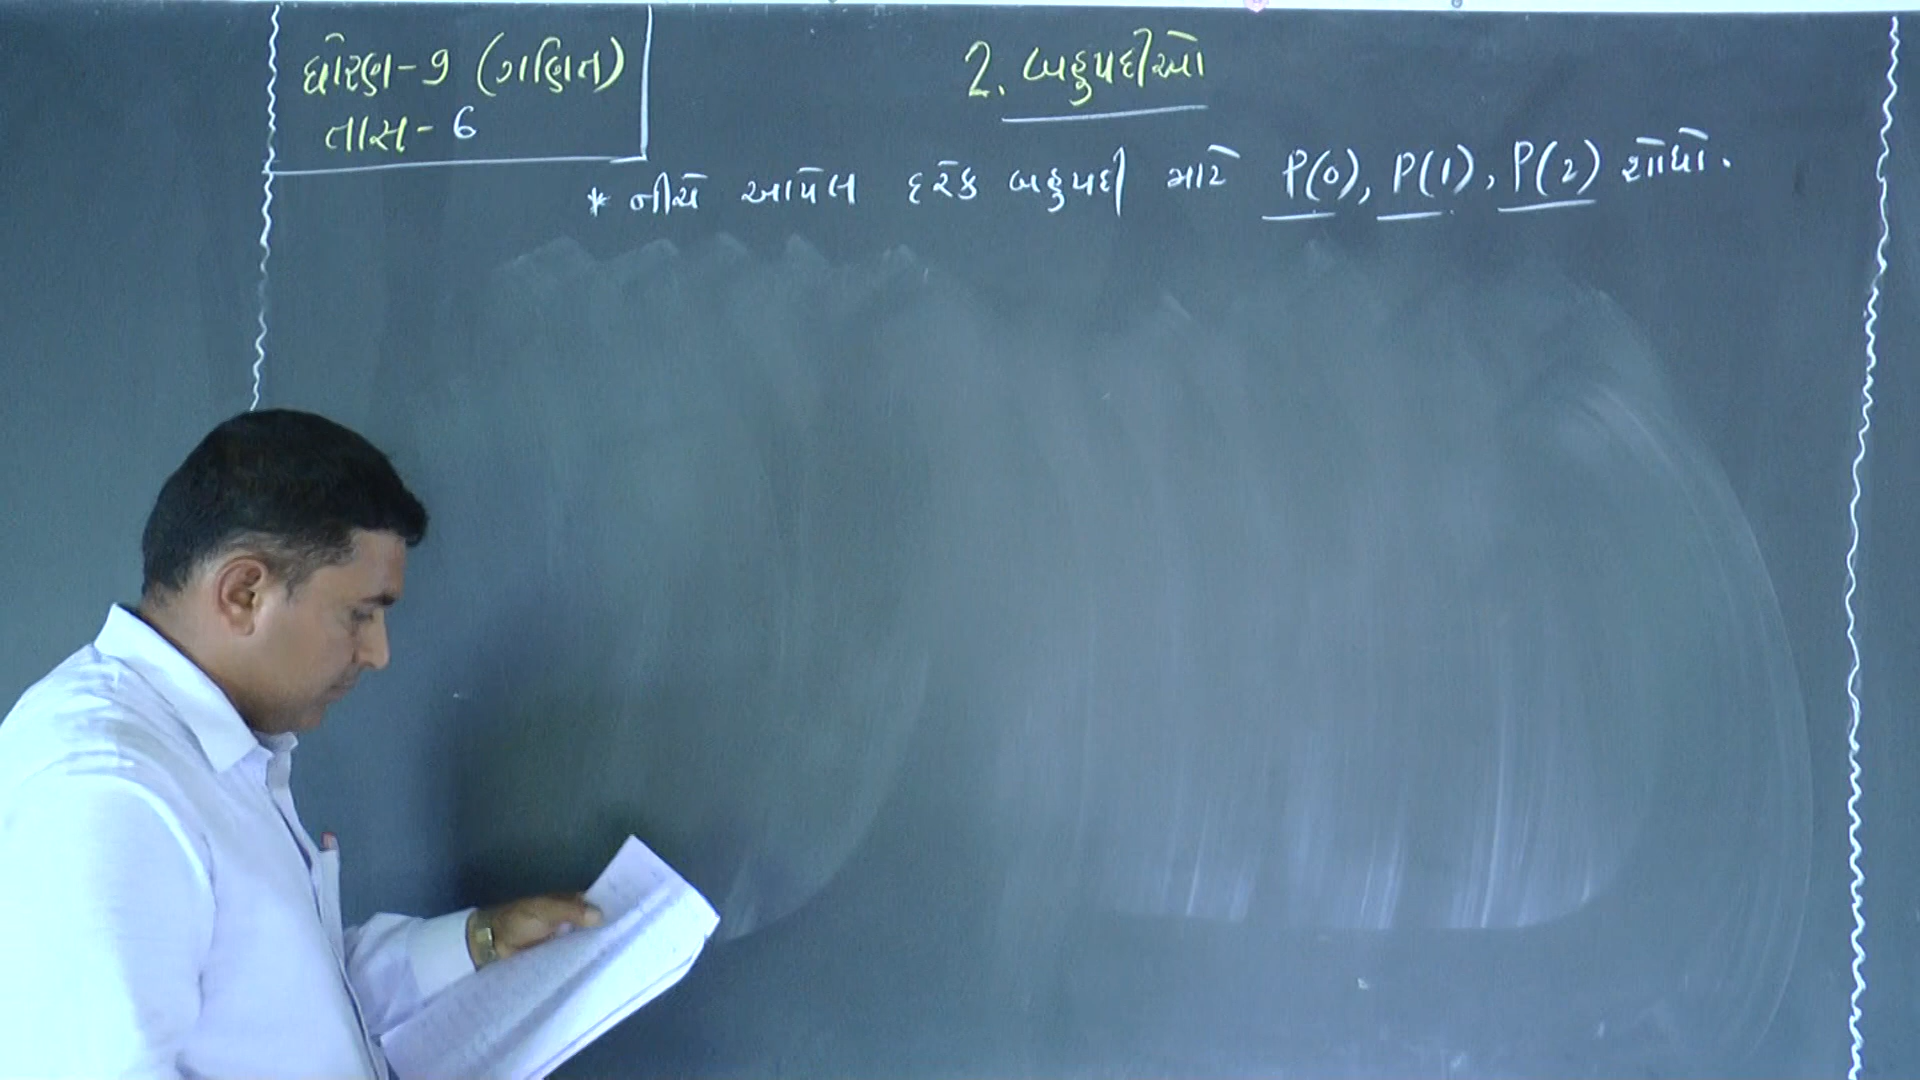 ધોરણ-9 (ગણિત)
તાસ-6
2. બહુપદીઓ
* નીચે આપેલ દરેક બહુપદી માટે P(0), P(1), P(2) શોધો.